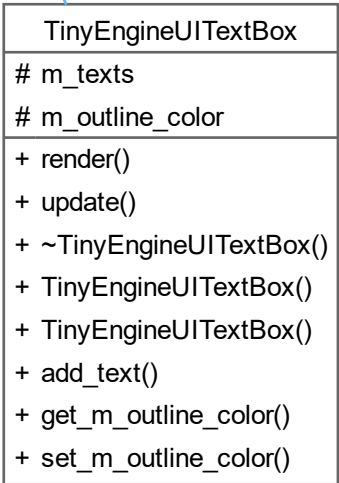 TinyEngineUITextBox
# m_texts
# m_outline_color
+ render()
+ update()
+ ~TinyEngineUITextBox()
+ TinyEngineUITextBox()
+ TinyEngineUITextBox()
+ add_text()
+ get_m_outline_color()
+ set_m_outline_color()